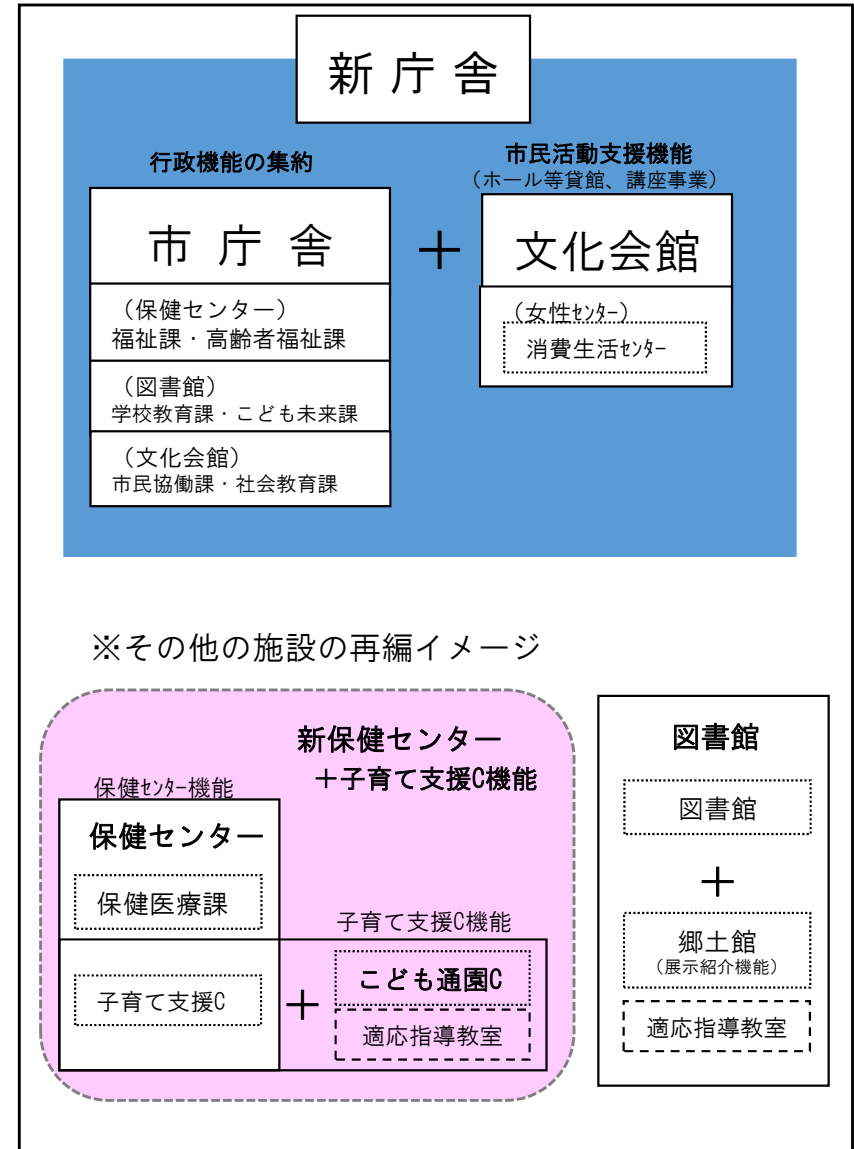 新庁舎
行政機能の集約
市庁舎
（保健センター）
福祉課・高齢者福祉課
（図書館）
学校教育課・こども未来課
（文化会館）
市民協働課・社会教育課
＋
市民活動支援機能
（ホール等貸館、講座事業）
文化会館
（女性ｾﾝﾀｰ）
消費生活ｾﾝﾀｰ
※その他の施設の再編イメージ
新保健センター
＋子育て支援C機能
保健ｾﾝﾀｰ機能
保健センター
保健医療課
子育て支援C
＋
子育て支援C機能
こども通園C
適応指導教室
図書館
図書館
＋
郷土館
（展示紹介機能）
適応指導教室